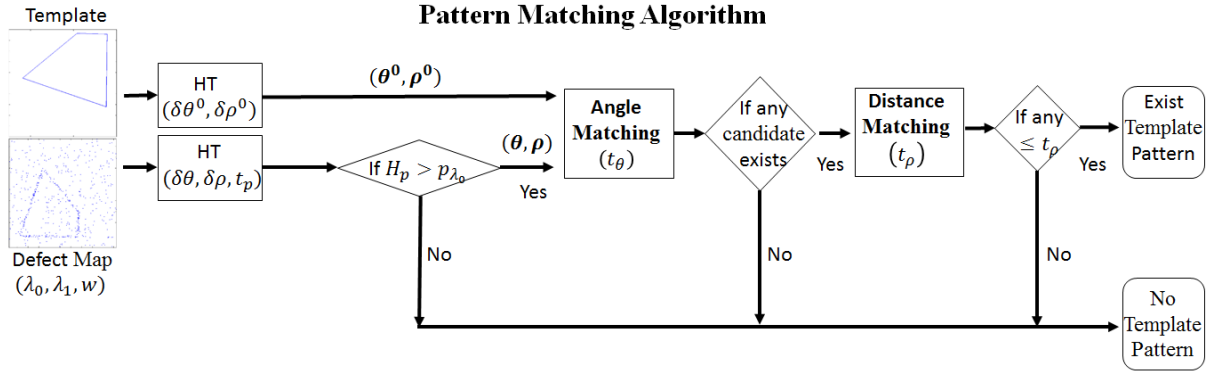 Pattern Matching Algorithm
Template
HT
(δθ⁰, δρ⁰)
(θ⁰, ρ⁰)
Defect Map
(λ₀, λ₁, w)
HT
(δθ, δρ, tₚ)
If Hₚ > p_λ₀
(θ, ρ)
Yes
No
Angle
Matching
(t_θ)
If any
candidate
exists
Yes
No
Distance
Matching
(t_ρ)
If any
≤ t_ρ
Yes
No
Exist
Template
Pattern
No
Template
Pattern